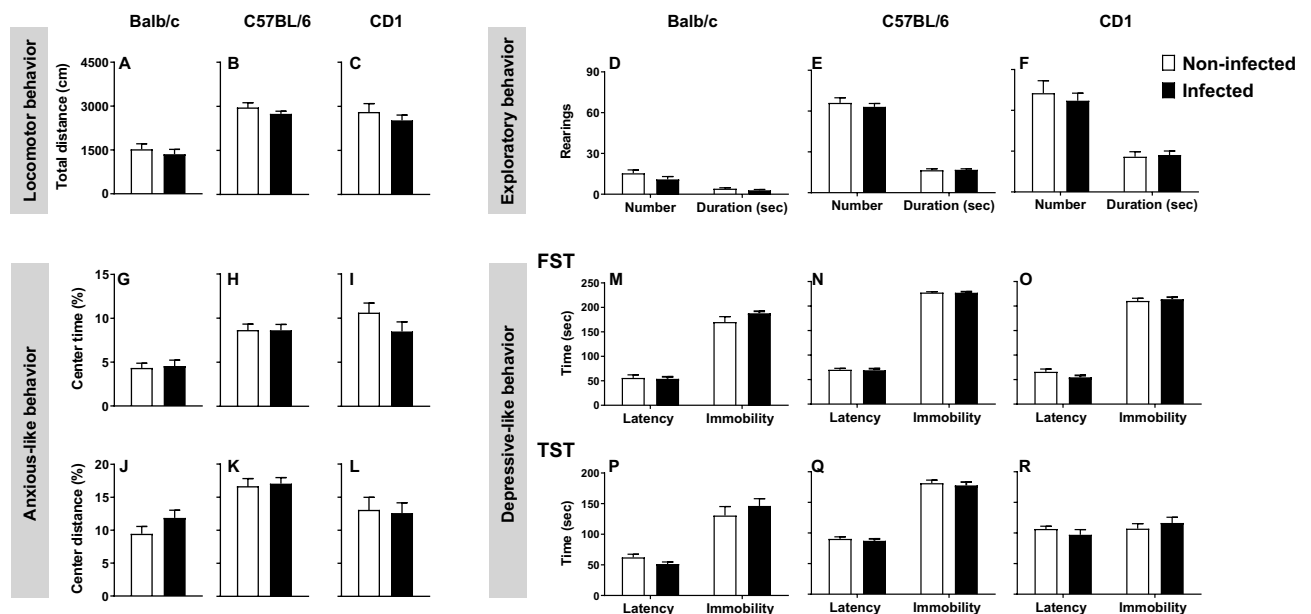 Balb/c C57BL/6 CD1
Locomotor behavior
Total distance (cm)
4500
3000
1500
0
A B C
Balb/c C57BL/6 CD1
Exploratory behavior
Rearings
90
60
30
0
D E F
Non-infected
Infected
Number Duration (sec) Number Duration (sec) Number Duration (sec)
Anxious-like behavior
Center time (%)
15
10
5
0
G H I
Center distance (%)
20
15
10
5
0
J K L
Depressive-like behavior
FST
Time (sec)
250
200
150
100
50
0
M N O
Latency Immobility Latency Immobility Latency Immobility
TST
Time (sec)
200
150
100
50
0
P Q R
Latency Immobility Latency Immobility Latency Immobility